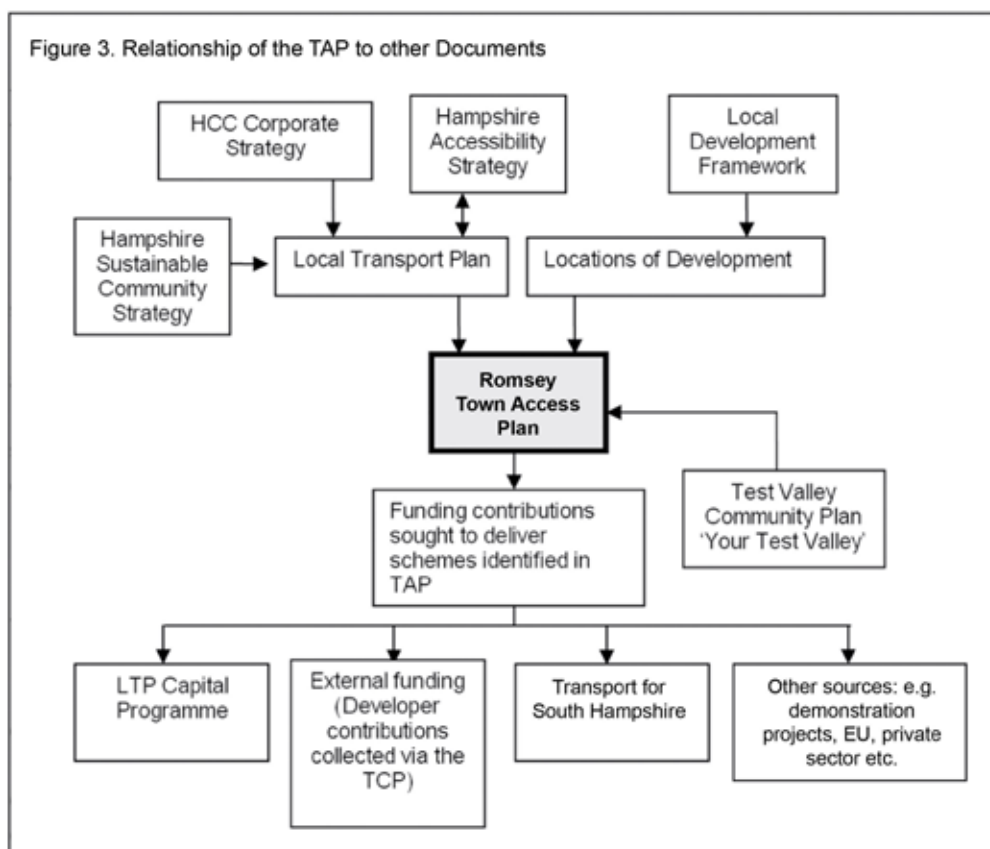 Figure 3. Relationship of the TAP to other Documents
HCC Corporate
Strategy
Hampshire
Accessibility
Strategy
Local
Development
Framework
Hampshire
Sustainable
Community
Strategy
Local Transport Plan
Locations of Development
Romsey
Town Access
Plan
Test Valley
Community Plan
'Your Test Valley'
Funding contributions
sought to deliver
schemes identified in
TAP
LTP Capital
Programme
External funding
(Developer
contributions
collected via the
TCP)
Transport for
South Hampshire
Other sources: e.g.
demonstration
projects, EU, private
sector etc.